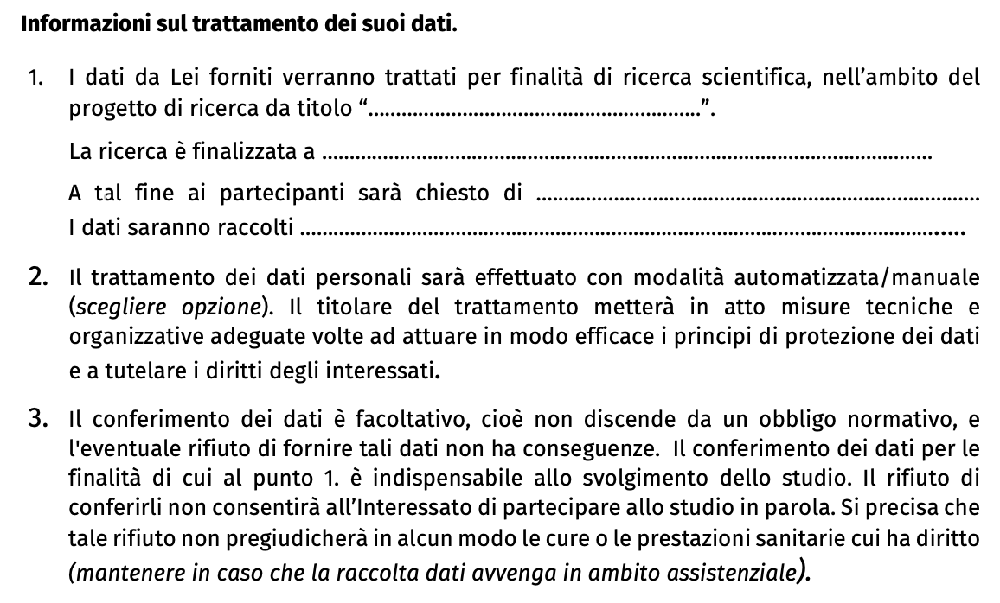 Informazioni sul trattamento dei suoi dati.
1. I dati da Lei forniti verranno trattati per finalità di ricerca scientifica, nell’ambito del
progetto di ricerca da titolo “............................................................”.
La ricerca è finalizzata a ..............................................................................................................
A tal fine ai partecipanti sarà chiesto di ................................................................................
I dati saranno raccolti ........................................................................................................................
2. Il trattamento dei dati personali sarà effettuato con modalità automatizzata/manuale
(scegliere opzione). Il titolare del trattamento metterà in atto misure tecniche e
organizzative adeguate volte ad attuare in modo efficace i principi di protezione dei dati
e a tutelare i diritti degli interessati.
3. Il conferimento dei dati è facoltativo, cioè non discende da un obbligo normativo, e
l'eventuale rifiuto di fornire tali dati non ha conseguenze. Il conferimento dei dati per le
finalità di cui al punto 1. è indispensabile allo svolgimento dello studio. Il rifiuto di
conferirli non consentirà all’Interessato di partecipare allo studio in parola. Si precisa che
tale rifiuto non pregiudicherà in alcun modo le cure o le prestazioni sanitarie cui ha diritto
(mantenere in caso che la raccolta dati avvenga in ambito assistenziale).